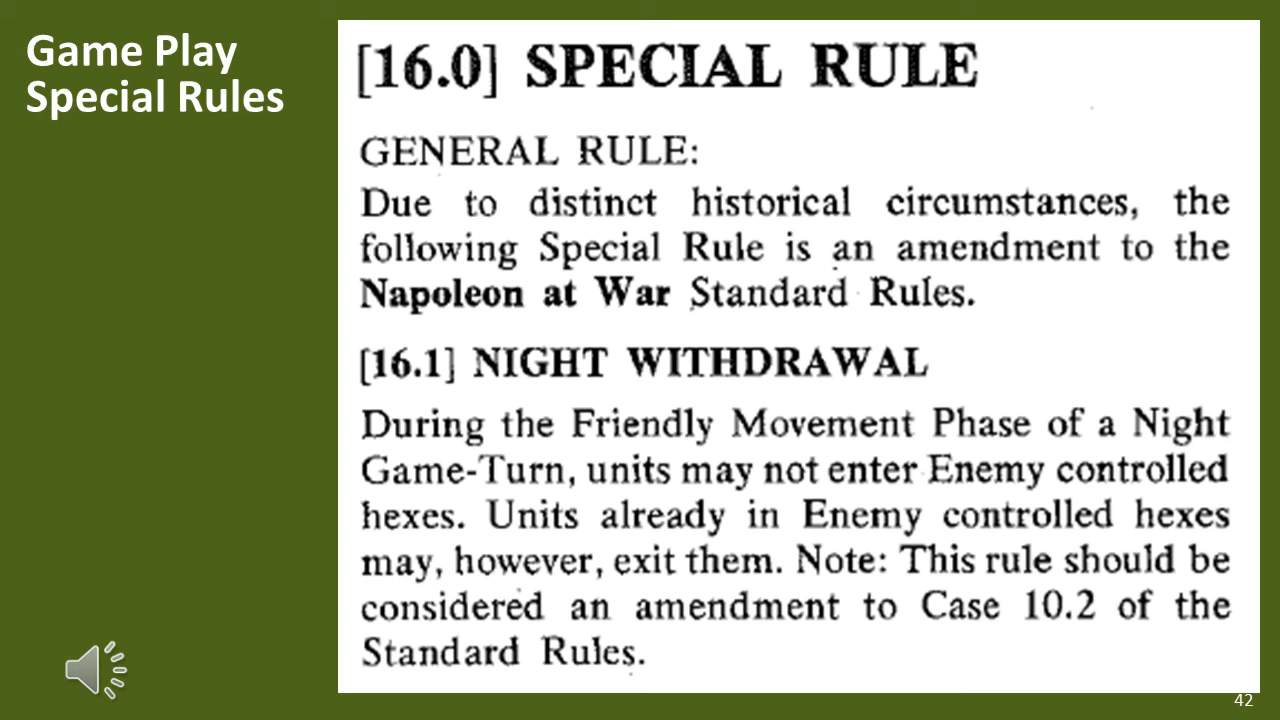 Game Play
Special Rules
[16.0] SPECIAL RULE
GENERAL RULE:
Due to distinct historical circumstances, the
following Special Rule is an amendment to the
Napoleon at War Standard Rules.
[16.1] NIGHT WITHDRAWAL
During the Friendly Movement Phase of a Night
Game-Turn, units may not enter Enemy controlled
hexes. Units already in Enemy controlled hexes
may, however, exit them. Note: This rule should be
considered an amendment to Case 10.2 of the
Standard Rules.
42